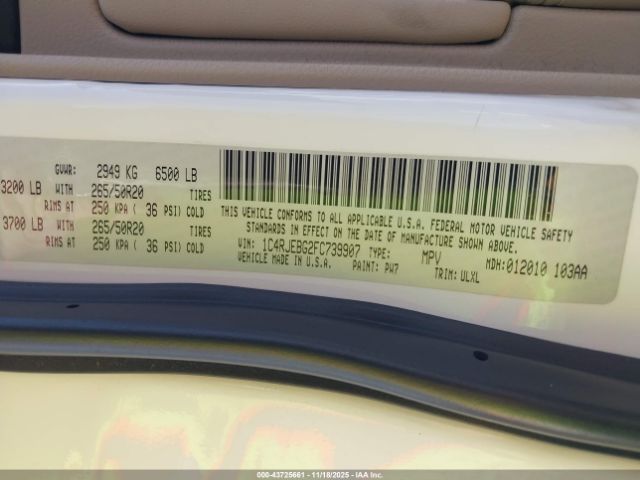 GVWR: 2949 KG 6500 LB
3200 LB WITH 265/50R20 TIRES
RIMS AT 250 KPA ( 36 PSI) COLD
3700 LB WITH 265/50R20 TIRES
RIMS AT 250 KPA ( 36 PSI) COLD
THIS VEHICLE CONFORMS TO ALL APPLICABLE U.S.A. FEDERAL MOTOR VEHICLE SAFETY
STANDARDS IN EFFECT ON THE DATE OF MANUFACTURE SHOWN ABOVE.
VIN: 1C4RJEBG2FC739907 TYPE: MPV MDH:012010 103AA
VEHICLE MADE IN U.S.A. PAINT: PW7 TRIM: ULXL
000-43725661 - 11/18/2025 - IAA Inc.